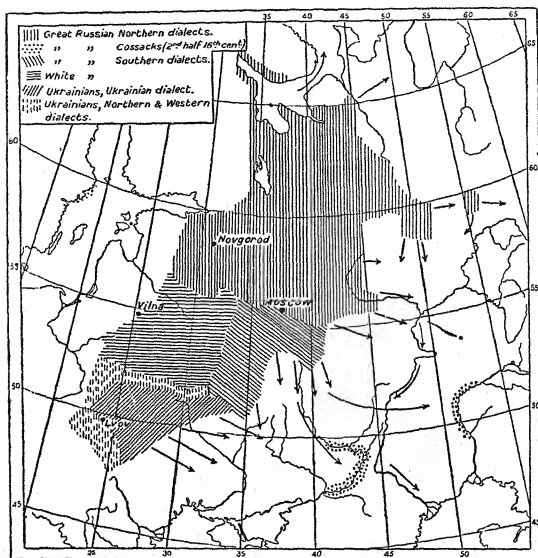 Great Russian Northern dialects.
" " Cossacks (2nd half 16th cent)
" " Southern dialects.
White "
Ukrainians, Ukrainian dialect.
Ukrainians, Northern & Western
dialects.
35 40 45 50 55 60 65
65
60
60
55
55
50
50
45
45
Novgorod
Moscow
Vilna
Lvov
25 30 35 40 45 50 55